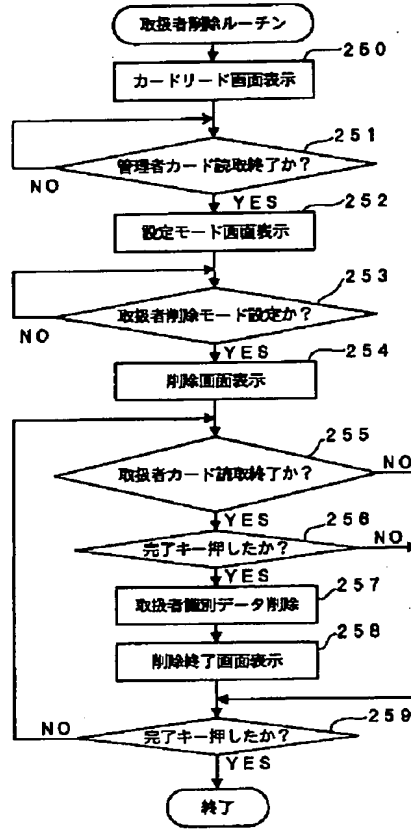 取扱者削除ルーチン
250
カードリード画面表示
251
管理者カード読取終了か?
NO
YES
252
設定モード画面表示
253
取扱者削除モード設定か?
NO
YES
254
削除画面表示
255
取扱者カード読取終了か?
NO
YES
256
完了キー押したか?
NO
YES
257
取扱者識別データ削除
258
削除終了画面表示
259
完了キー押したか?
NO
YES
終了